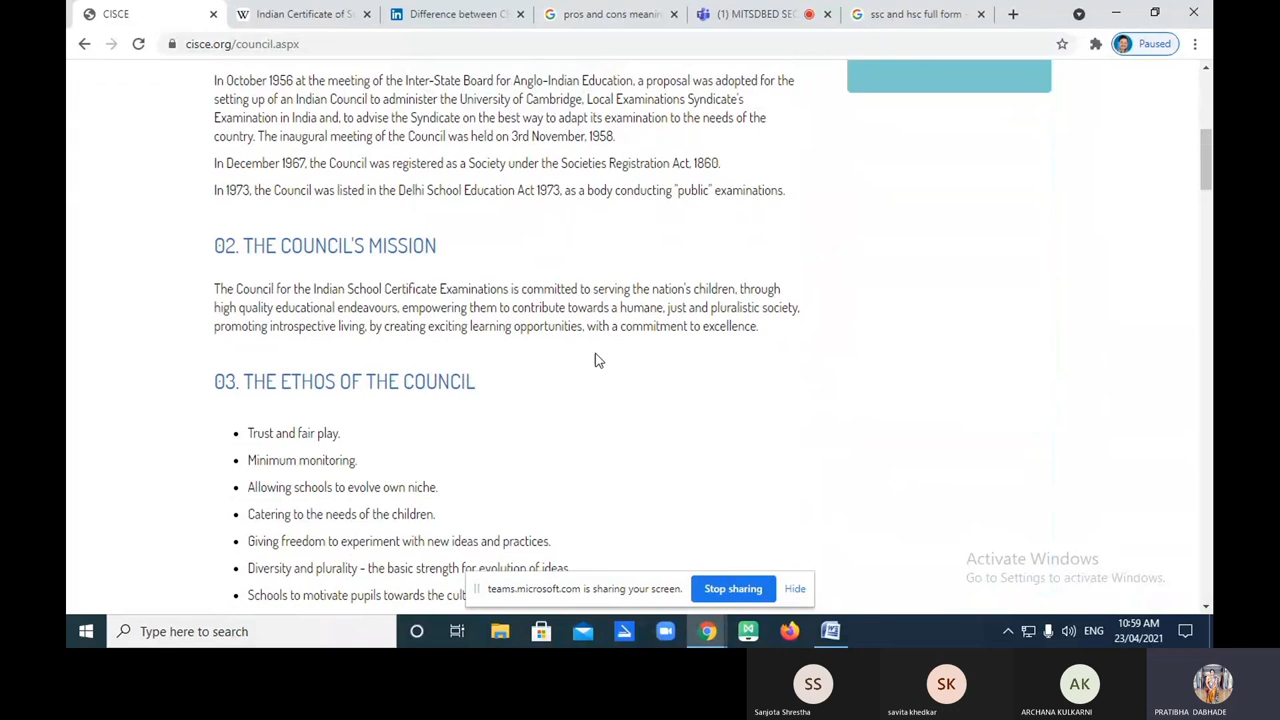 CISCE
Indian Certificate of S
Difference between C
pros and cons meanin
(1) MITSDBED SEC
ssc and hsc full form
cisce.org/council.aspx
Paused
In October 1956 at the meeting of the Inter-State Board for Anglo-Indian Education, a proposal was adopted for the
setting up of an Indian Council to administer the University of Cambridge, Local Examinations Syndicate's
Examination in India and, to advise the Syndicate on the best way to adapt its examination to the needs of the
country. The inaugural meeting of the Council was held on 3rd November, 1958.
In December 1967, the Council was registered as a Society under the Societies Registration Act, 1860.
In 1973, the Council was listed in the Delhi School Education Act 1973, as a body conducting "public" examinations.
02. THE COUNCIL'S MISSION
The Council for the Indian School Certificate Examinations is committed to serving the nation's children, through
high quality educational endeavours, empowering them to contribute towards a humane, just and pluralistic society,
promoting introspective living, by creating exciting learning opportunities, with a commitment to excellence.
03. THE ETHOS OF THE COUNCIL
Trust and fair play.
Minimum monitoring.
Allowing schools to evolve own niche.
Catering to the needs of the children.
Giving freedom to experiment with new ideas and practices.
Diversity and plurality - the basic strength for evolution of ideas.
Schools to motivate pupils towards the cul
teams.microsoft.com is sharing your screen.
Stop sharing
Hide
Activate Windows
Go to Settings to activate Windows.
Type here to search
ENG
10:59 AM
23/04/2021
SS
SK
AK
Sanjota Shrestha
savita khedkar
ARCHANA KULKARNI
PRATIBHA DABHADE